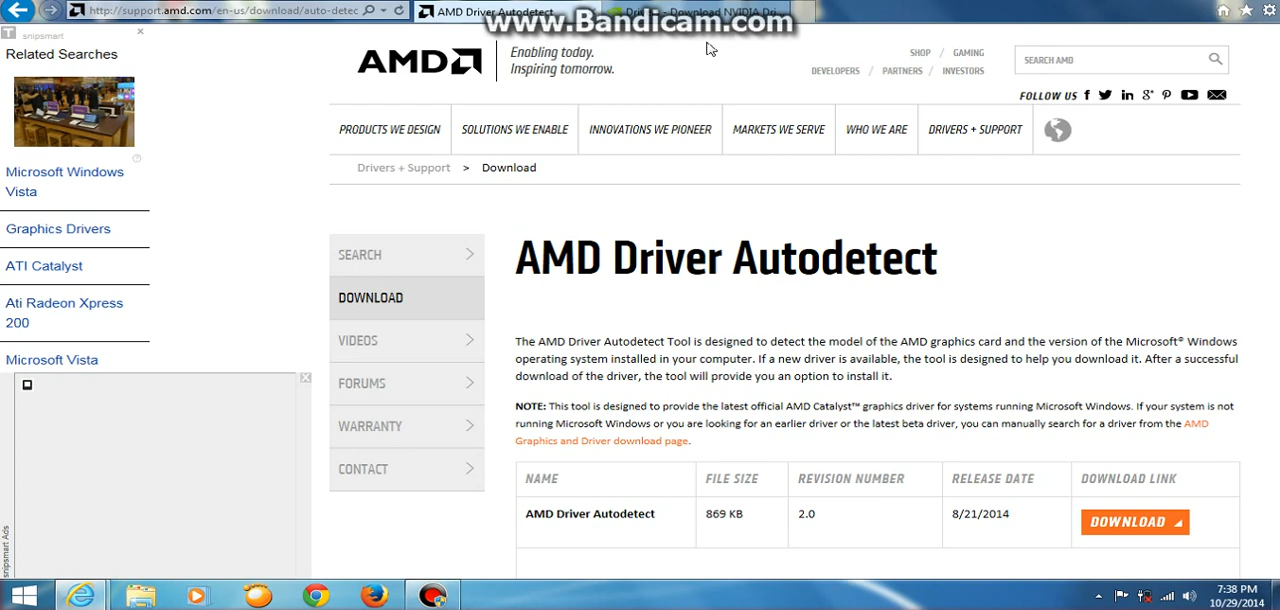 www.Bandicam.com
http://support.amd.com/en-us/download/auto-detec
AMD Driver Autodetect
Download NVIDIA Dri...
snipsmart
Related Searches
Microsoft Windows
Vista
Graphics Drivers
ATI Catalyst
Ati Radeon Xpress
200
Microsoft Vista
snipsmart Ads
AMD
Enabling today.
Inspiring tomorrow.
SHOP / GAMING
DEVELOPERS / PARTNERS / INVESTORS
SEARCH AMD
FOLLOW US
PRODUCTS WE DESIGN
SOLUTIONS WE ENABLE
INNOVATIONS WE PIONEER
MARKETS WE SERVE
WHO WE ARE
DRIVERS + SUPPORT
Drivers + Support > Download
SEARCH
DOWNLOAD
VIDEOS
FORUMS
WARRANTY
CONTACT
AMD Driver Autodetect
The AMD Driver Autodetect Tool is designed to detect the model of the AMD graphics card and the version of the Microsoft® Windows
operating system installed in your computer. If a new driver is available, the tool is designed to help you download it. After a successful
download of the driver, the tool will provide you an option to install it.
NOTE: This tool is designed to provide the latest official AMD Catalyst™ graphics driver for systems running Microsoft Windows. If your system is not
running Microsoft Windows or you are looking for an earlier driver or the latest beta driver, you can manually search for a driver from the AMD
Graphics and Driver download page.
NAME FILE SIZE REVISION NUMBER RELEASE DATE DOWNLOAD LINK
AMD Driver Autodetect 869 KB 2.0 8/21/2014 DOWNLOAD
7:38 PM
10/29/2014